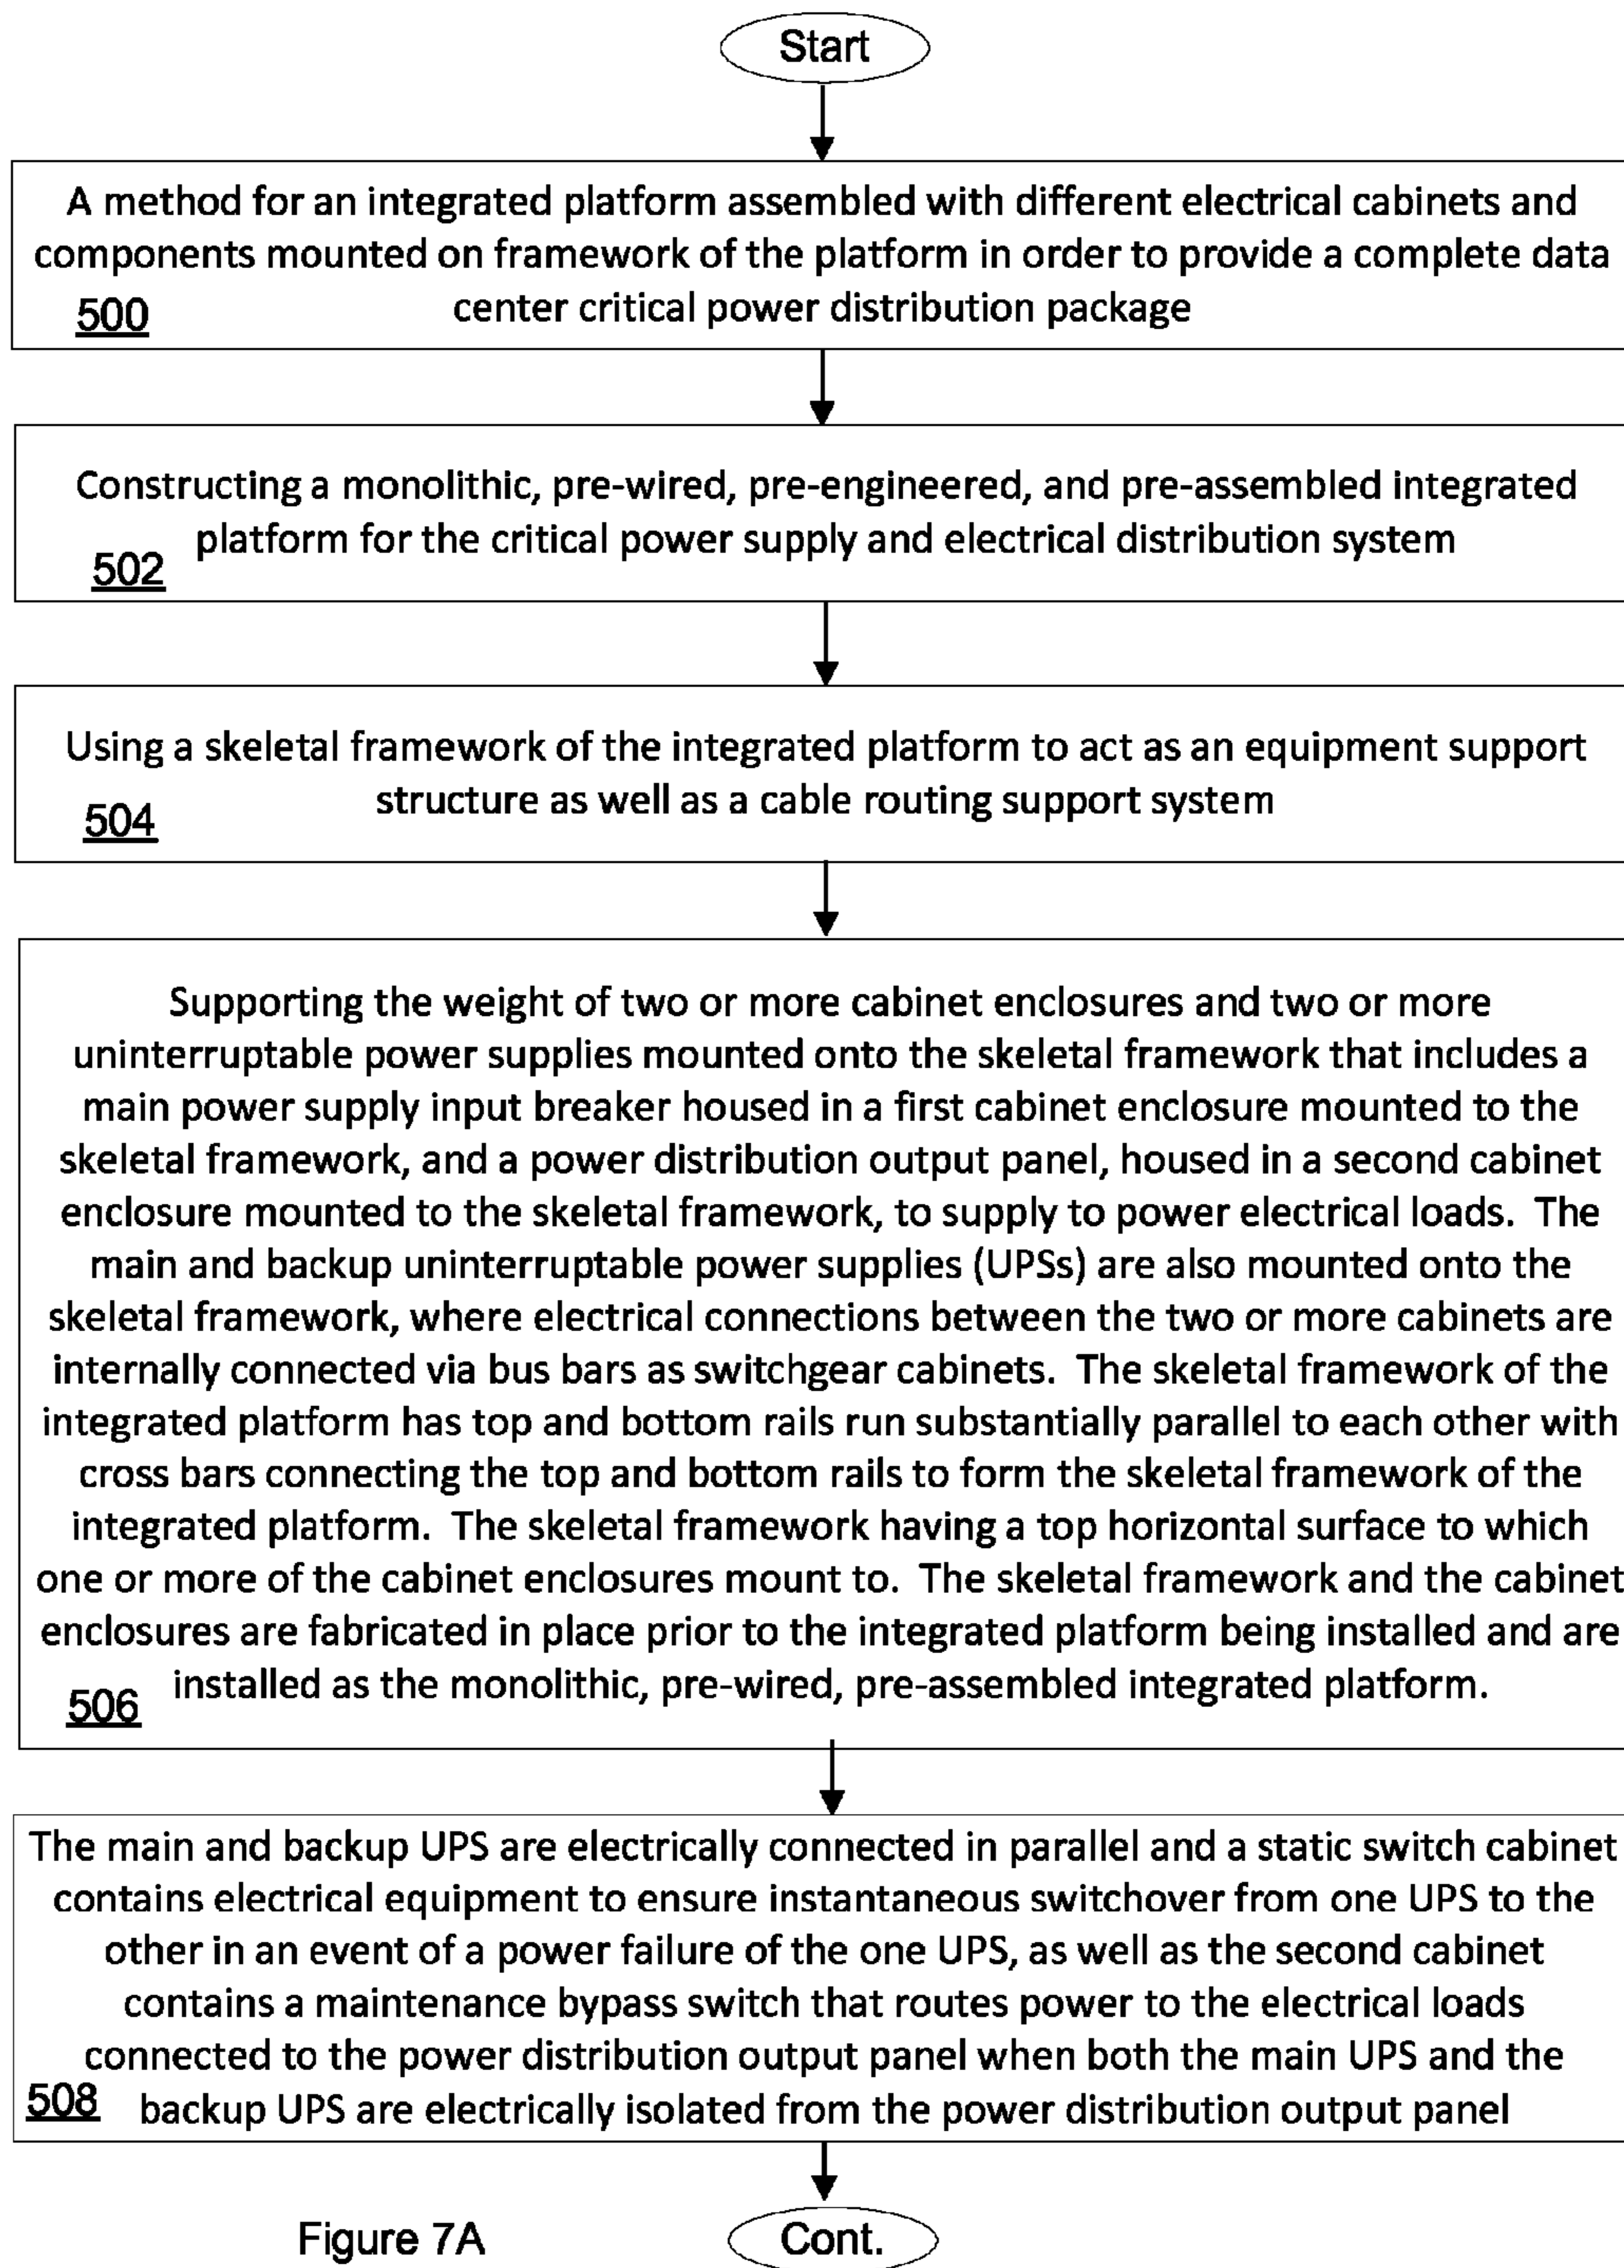 Start
A method for an integrated platform assembled with different electrical cabinets and
components mounted on framework of the platform in order to provide a complete data
center critical power distribution package
500
Constructing a monolithic, pre-wired, pre-engineered, and pre-assembled integrated
platform for the critical power supply and electrical distribution system
502
Using a skeletal framework of the integrated platform to act as an equipment support
structure as well as a cable routing support system
504
Supporting the weight of two or more cabinet enclosures and two or more
uninterruptable power supplies mounted onto the skeletal framework that includes a
main power supply input breaker housed in a first cabinet enclosure mounted to the
skeletal framework, and a power distribution output panel, housed in a second cabinet
enclosure mounted to the skeletal framework, to supply to power electrical loads. The
main and backup uninterruptable power supplies (UPSs) are also mounted onto the
skeletal framework, where electrical connections between the two or more cabinets are
internally connected via bus bars as switchgear cabinets. The skeletal framework of the
integrated platform has top and bottom rails run substantially parallel to each other with
cross bars connecting the top and bottom rails to form the skeletal framework of the
integrated platform. The skeletal framework having a top horizontal surface to which
one or more of the cabinet enclosures mount to. The skeletal framework and the cabinet
enclosures are fabricated in place prior to the integrated platform being installed and are
installed as the monolithic, pre-wired, pre-assembled integrated platform.
506
The main and backup UPS are electrically connected in parallel and a static switch cabinet
contains electrical equipment to ensure instantaneous switchover from one UPS to the
other in an event of a power failure of the one UPS, as well as the second cabinet
contains a maintenance bypass switch that routes power to the electrical loads
connected to the power distribution output panel when both the main UPS and the
backup UPS are electrically isolated from the power distribution output panel
508
Figure 7A
Cont.